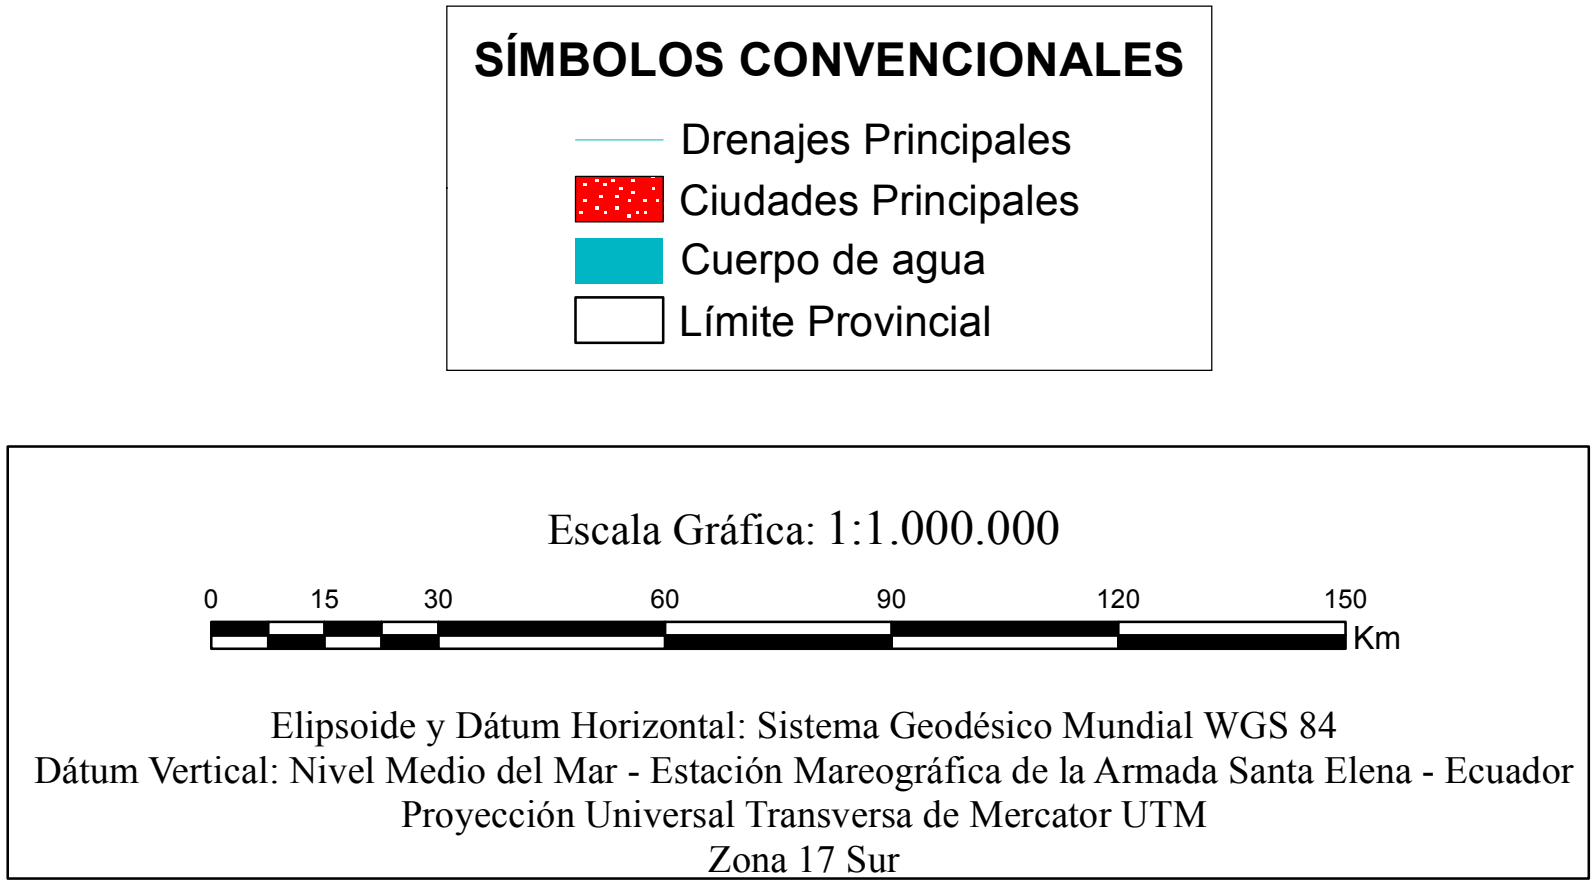 SÍMBOLOS CONVENCIONALES
Drenajes Principales
Ciudades Principales
Cuerpo de agua
Límite Provincial
Escala Gráfica: 1:1.000.000
0 15 30 60 90 120 150
Km
Elipsoide y Dátum Horizontal: Sistema Geodésico Mundial WGS 84
Dátum Vertical: Nivel Medio del Mar - Estación Mareográfica de la Armada Santa Elena - Ecuador
Proyección Universal Transversa de Mercator UTM
Zona 17 Sur